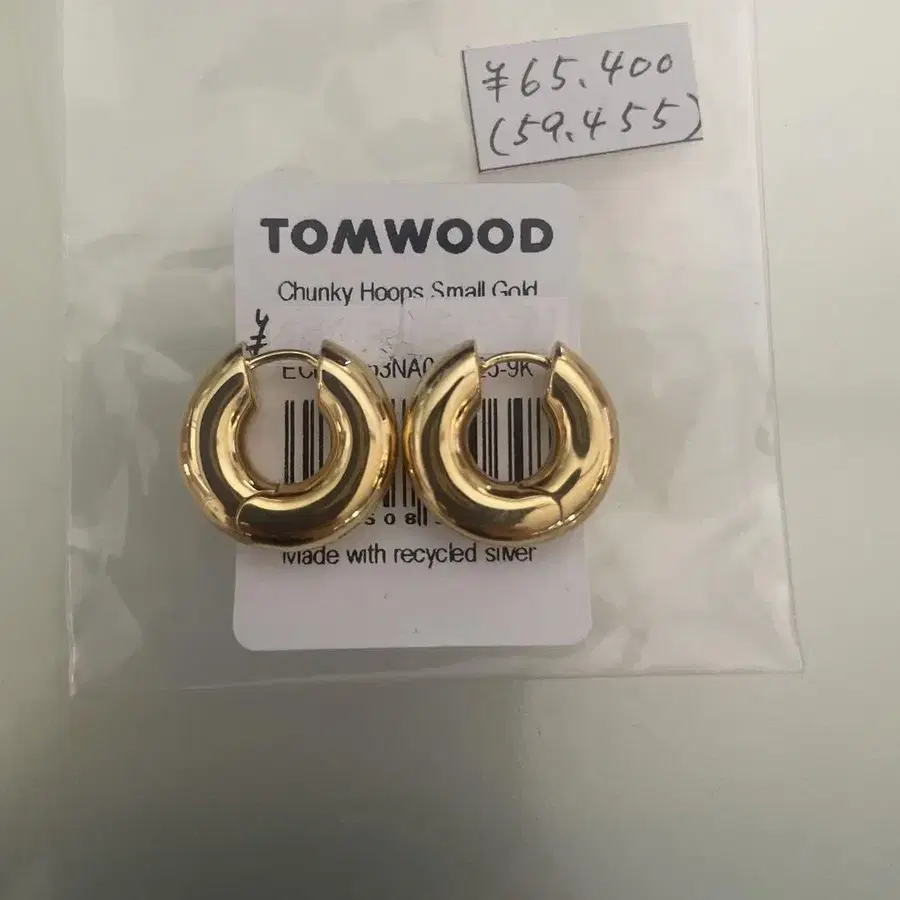 ¥65.400
(59.455)
TOMWOOD
Chunky Hoops Small Gold
¥
Made with recycled silver